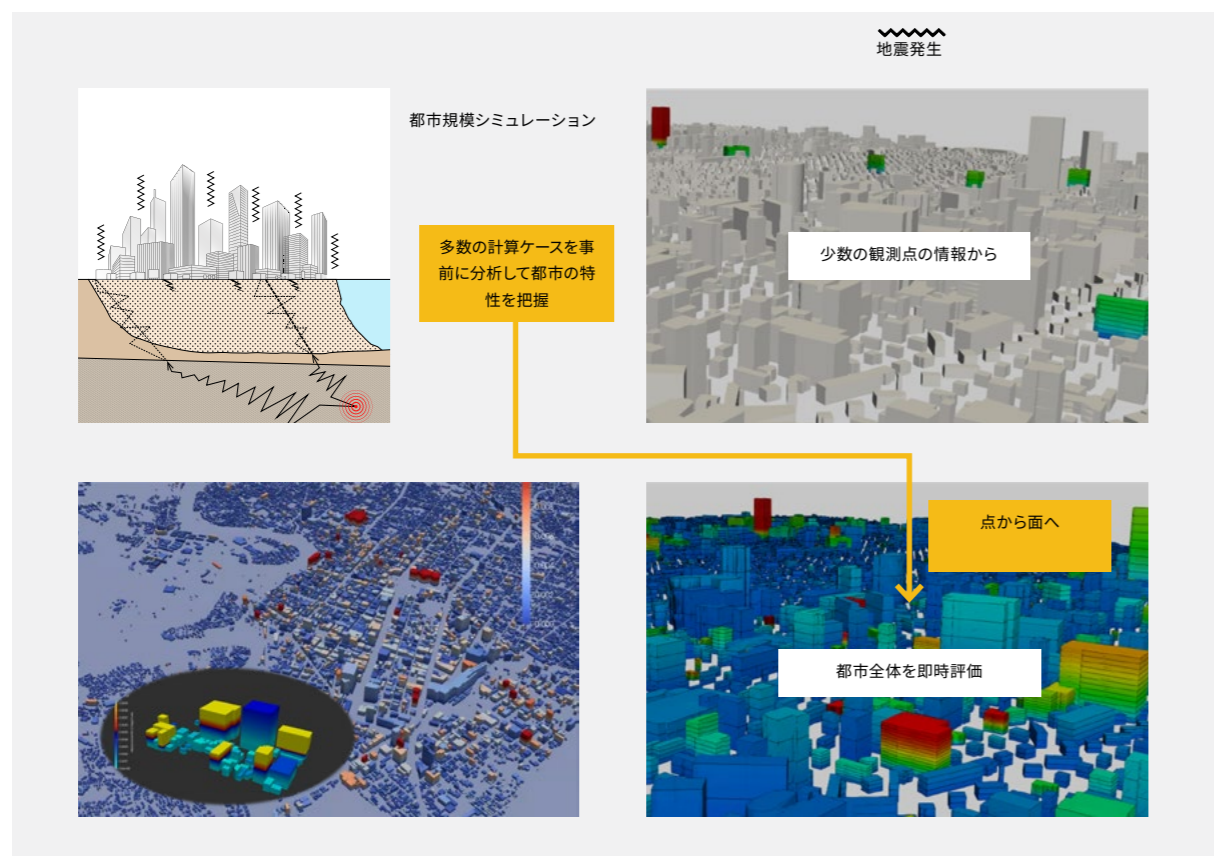 地震発生
都市規模シミュレーション
多数の計算ケースを事
前に分析して都市の特
性を把握
少数の観測点の情報から
点から面へ
都市全体を即時評価